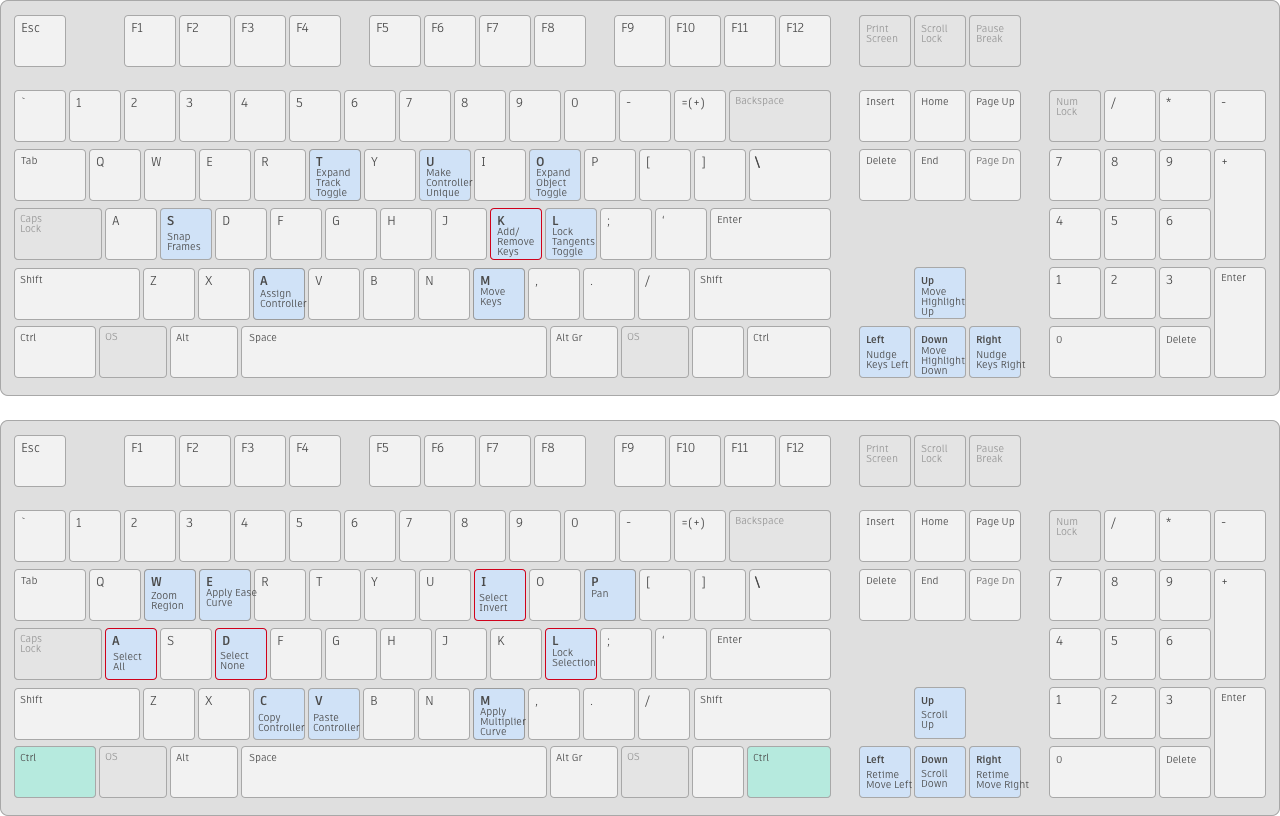 Esc F1 F2 F3 F4 F5 F6 F7 F8 F9 F10 F11 F12 Print Screen Scroll Lock Pause Break
` 1 2 3 4 5 6 7 8 9 0 - =(+) Backspace Insert Home Page Up Num Lock / * -
Tab Q W E R T Expand Track Toggle Y U Make Controller Unique I O Expand Object Toggle P [ ] \ Delete End Page Dn 7 8 9 +
Caps Lock A S Snap Frames D F G H J K Add/ Remove Keys L Lock Tangents Toggle ; ' Enter 4 5 6
Shift Z X A Assign Controller V B N M Move Keys , . / Shift Up Move Highlight Up 1 2 3 Enter
Ctrl OS Alt Space Alt Gr OS Ctrl Left Nudge Keys Left Down Move Highlight Down Right Nudge Keys Right 0 Delete
Esc F1 F2 F3 F4 F5 F6 F7 F8 F9 F10 F11 F12 Print Screen Scroll Lock Pause Break
` 1 2 3 4 5 6 7 8 9 0 - =(+) Backspace Insert Home Page Up Num Lock / * -
Tab Q W Zoom Region E Apply Ease Curve R T Y U I Select Invert O P Pan [ ] \ Delete End Page Dn 7 8 9 +
Caps Lock A Select All S D Select None F G H J K L Lock Selection ; ' Enter 4 5 6
Shift Z X C Copy Controller V Paste Controller B N M Apply Multiplier Curve , . / Shift Up Scroll Up 1 2 3 Enter
Ctrl OS Alt Space Alt Gr OS Ctrl Left Retime Move Left Down Scroll Down Right Retime Move Right 0 Delete